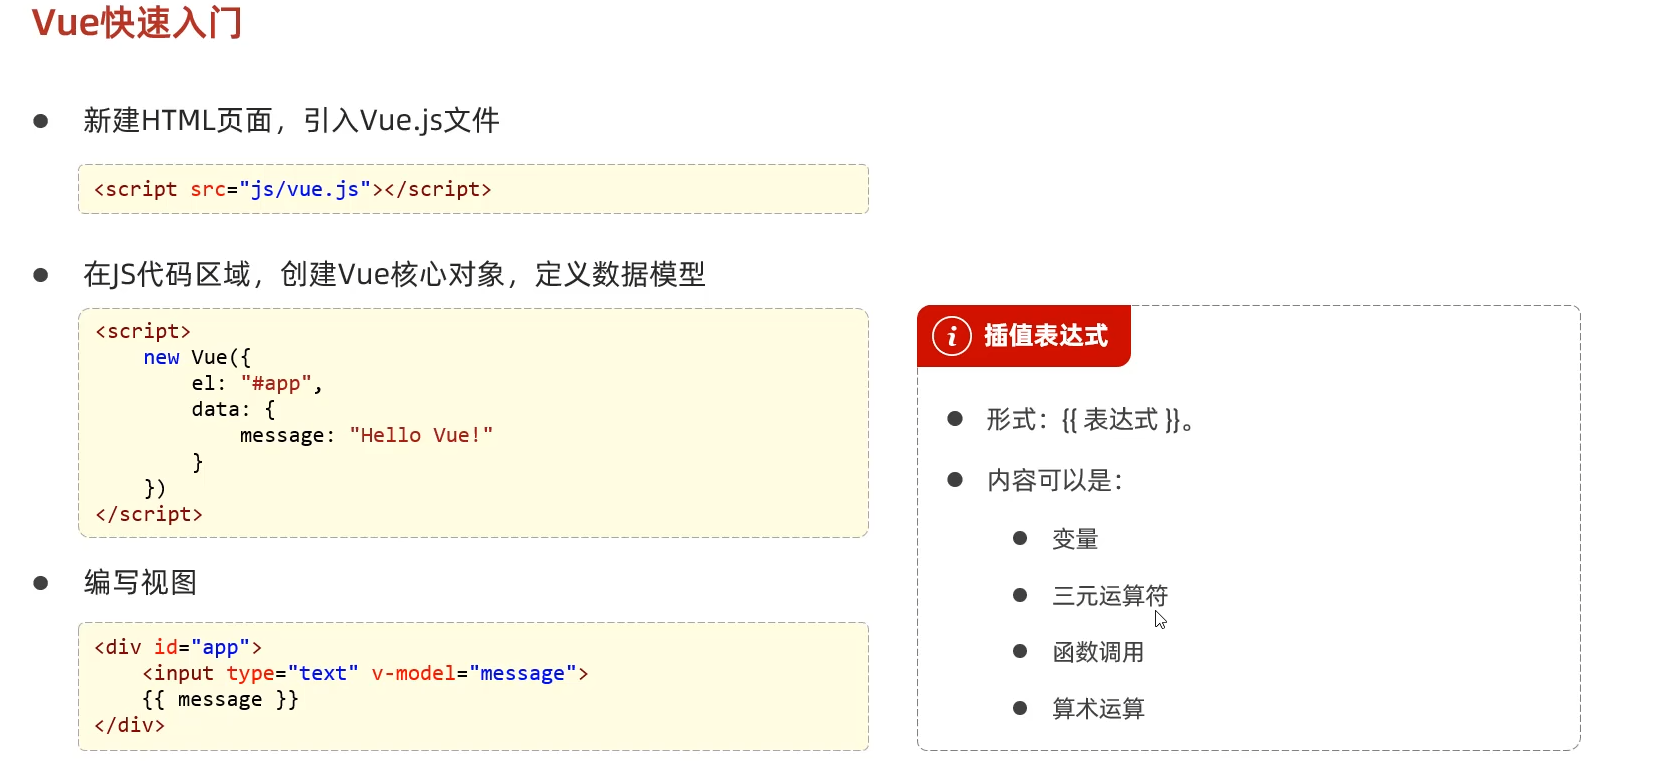 Vue快速入门
新建HTML页面，引入Vue.js文件
<script src="js/vue.js"></script>
在JS代码区域，创建Vue核心对象，定义数据模型
<script>
    new Vue({
        el: "#app",
        data: {
            message: "Hello Vue!"
        }
    })
</script>
编写视图
<div id="app">
    <input type="text" v-model="message">
    {{ message }}
</div>
i 插值表达式
形式：{{ 表达式 }}。
内容可以是：
变量
三元运算符
函数调用
算术运算